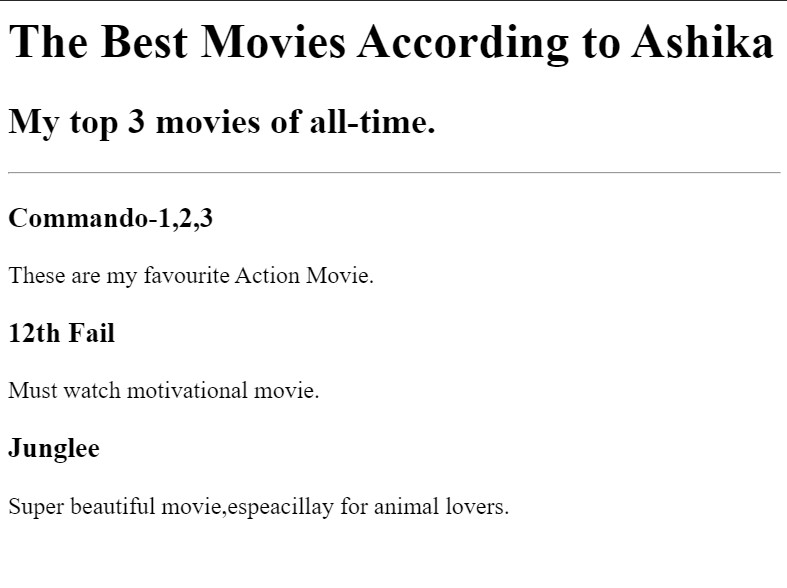 The Best Movies According to Ashika
My top 3 movies of all-time.
Commando-1,2,3
These are my favourite Action Movie.
12th Fail
Must watch motivational movie.
Junglee
Super beautiful movie,espeacillay for animal lovers.